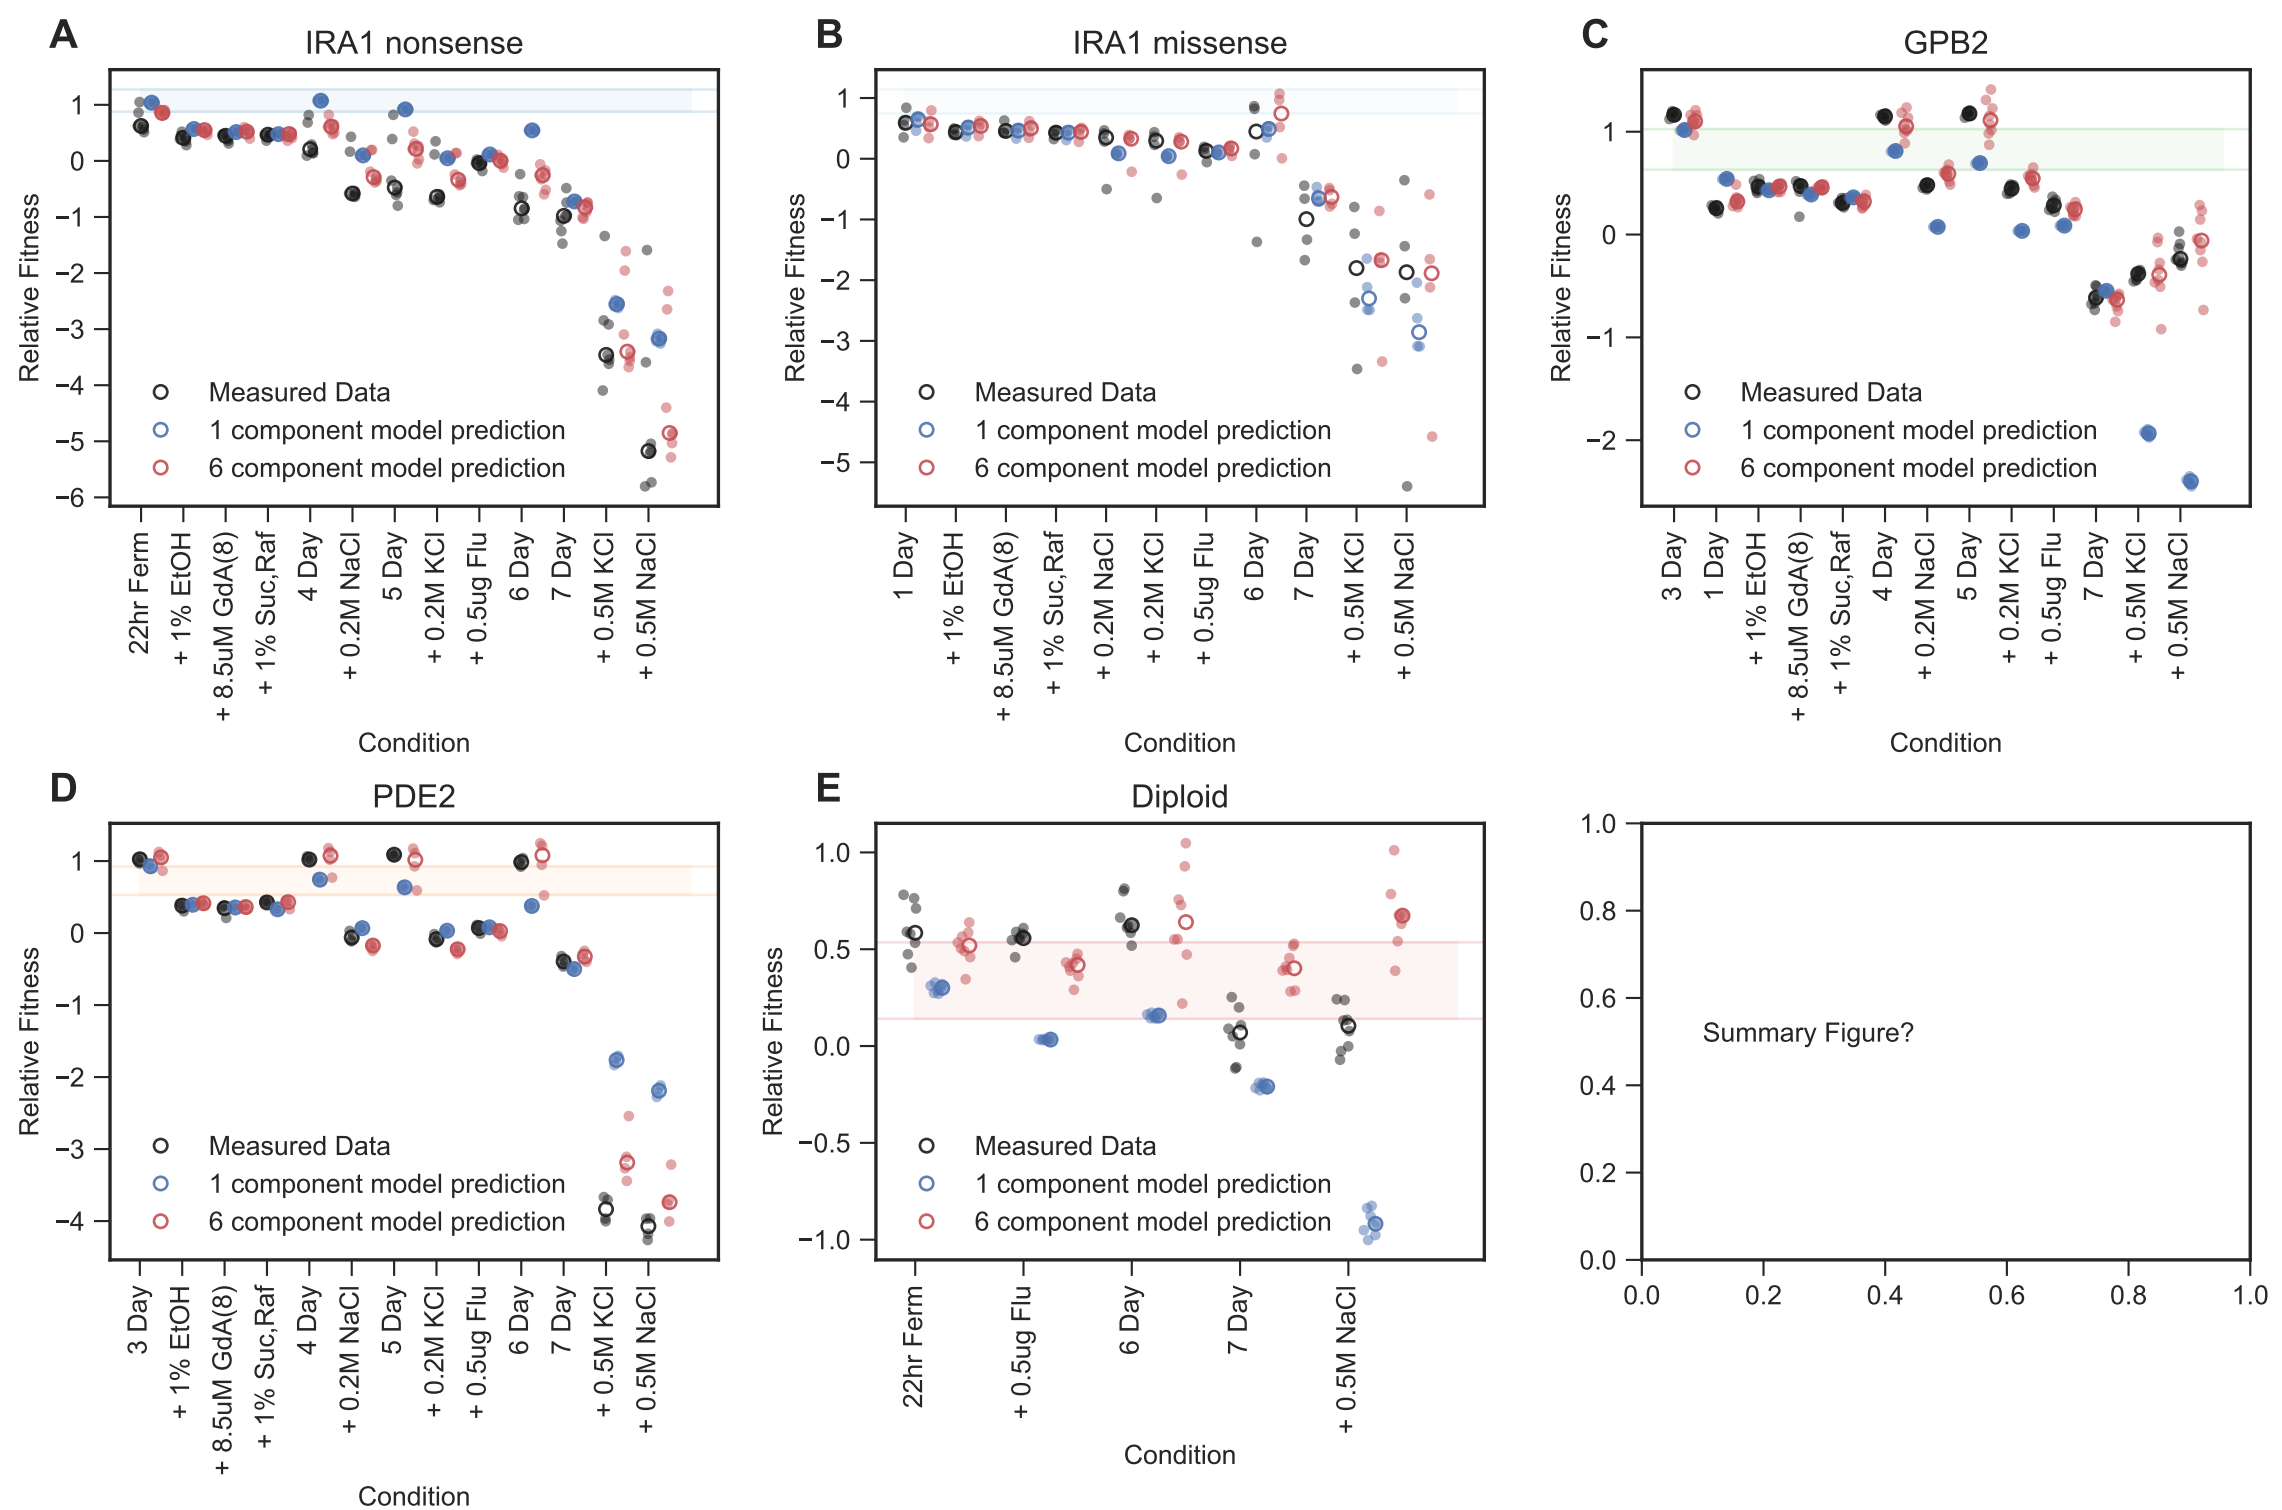 A
IRA1 nonsense
Relative Fitness
1
0
−1
−2
−3
−4
−5
−6
Measured Data
1 component model prediction
6 component model prediction
22hr Ferm
+ 1% EtOH
+ 8.5uM GdA(8)
+ 1% Suc,Raf
4 Day
+ 0.2M NaCl
5 Day
+ 0.2M KCl
+ 0.5ug Flu
6 Day
7 Day
+ 0.5M KCl
+ 0.5M NaCl
Condition
B
IRA1 missense
Relative Fitness
1
0
−1
−2
−3
−4
−5
Measured Data
1 component model prediction
6 component model prediction
1 Day
+ 1% EtOH
+ 8.5uM GdA(8)
+ 1% Suc,Raf
+ 0.2M NaCl
+ 0.2M KCl
+ 0.5ug Flu
6 Day
7 Day
+ 0.5M KCl
+ 0.5M NaCl
Condition
C
GPB2
Relative Fitness
1
0
−1
−2
Measured Data
1 component model prediction
6 component model prediction
3 Day
1 Day
+ 1% EtOH
+ 8.5uM GdA(8)
+ 1% Suc,Raf
4 Day
+ 0.2M NaCl
5 Day
+ 0.2M KCl
+ 0.5ug Flu
7 Day
+ 0.5M KCl
+ 0.5M NaCl
Condition
D
PDE2
Relative Fitness
1
0
−1
−2
−3
−4
Measured Data
1 component model prediction
6 component model prediction
3 Day
+ 1% EtOH
+ 8.5uM GdA(8)
+ 1% Suc,Raf
4 Day
+ 0.2M NaCl
5 Day
+ 0.2M KCl
+ 0.5ug Flu
6 Day
7 Day
+ 0.5M KCl
+ 0.5M NaCl
Condition
E
Diploid
Relative Fitness
1.0
0.5
0.0
−0.5
−1.0
Measured Data
1 component model prediction
6 component model prediction
22hr Ferm
+ 0.5ug Flu
6 Day
7 Day
+ 0.5M NaCl
Condition
1.0
0.8
0.6
0.4
0.2
0.0
Summary Figure?
0.0
0.2
0.4
0.6
0.8
1.0